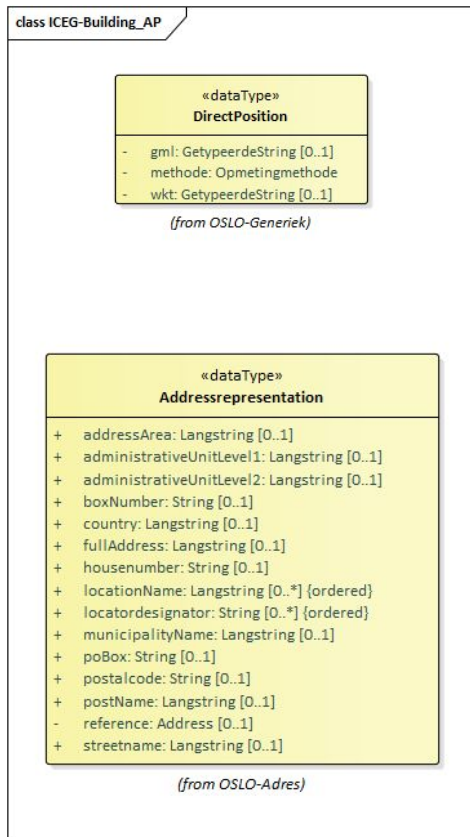 class ICEG-Building_AP
«dataType»
DirectPosition
- gml: GetypeerdeString [0..1]
- methode: Opmetingmethode
- wkt: GetypeerdeString [0..1]
(from OSLO-Generiek)
«dataType»
Addressrepresentation
+ addressArea: Langstring [0..1]
+ administrativeUnitLevel1: Langstring [0..1]
+ administrativeUnitLevel2: Langstring [0..1]
+ boxNumber: String [0..1]
+ country: Langstring [0..1]
+ fullAddress: Langstring [0..1]
+ housenumber: String [0..1]
+ locationName: Langstring [0..*] {ordered}
+ locatordesignator: String [0..*] {ordered}
+ municipalityName: Langstring [0..1]
+ poBox: String [0..1]
+ postalcode: String [0..1]
+ postName: Langstring [0..1]
- reference: Address [0..1]
+ streetname: Langstring [0..1]
(from OSLO-Adres)